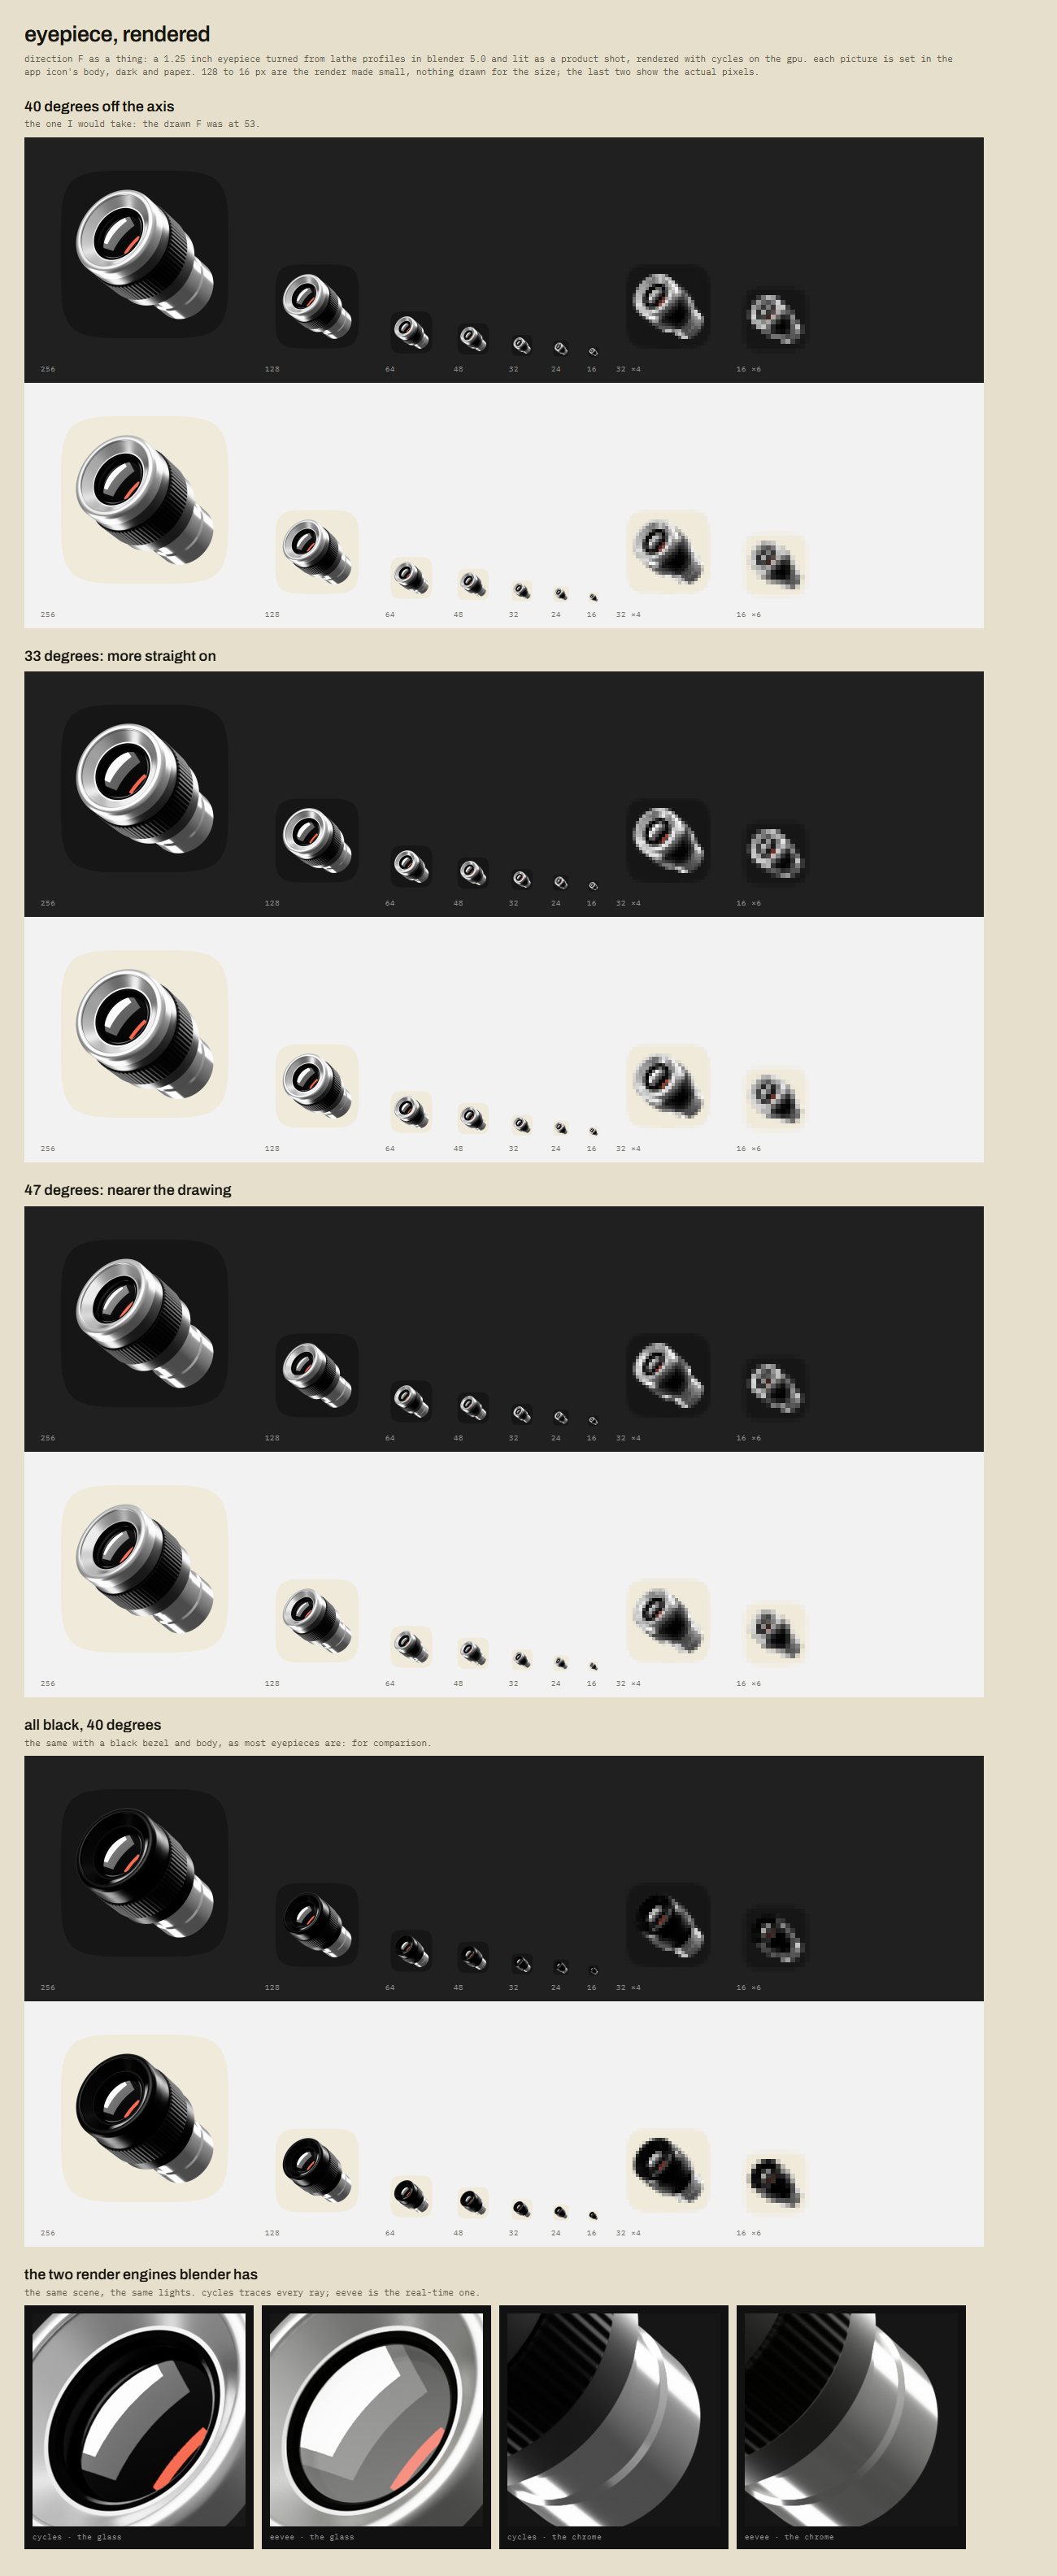 eyepiece, rendered
direction F as a thing: a 1.25 inch eyepiece turned from lathe profiles in blender 5.0 and lit as a product shot, rendered with cycles on the gpu. each picture is set in the
app icon's body, dark and paper. 128 to 16 px are the render made small, nothing drawn for the size; the last two show the actual pixels.
40 degrees off the axis
the one I would take: the drawn F was at 53.
256 128 64 48 32 24 16 32 ×4 16 ×6
256 128 64 48 32 24 16 32 ×4 16 ×6
33 degrees: more straight on
256 128 64 48 32 24 16 32 ×4 16 ×6
256 128 64 48 32 24 16 32 ×4 16 ×6
47 degrees: nearer the drawing
256 128 64 48 32 24 16 32 ×4 16 ×6
256 128 64 48 32 24 16 32 ×4 16 ×6
all black, 40 degrees
the same with a black bezel and body, as most eyepieces are: for comparison.
256 128 64 48 32 24 16 32 ×4 16 ×6
256 128 64 48 32 24 16 32 ×4 16 ×6
the two render engines blender has
the same scene, the same lights. cycles traces every ray; eevee is the real-time one.
cycles · the glass eevee · the glass cycles · the chrome eevee · the chrome